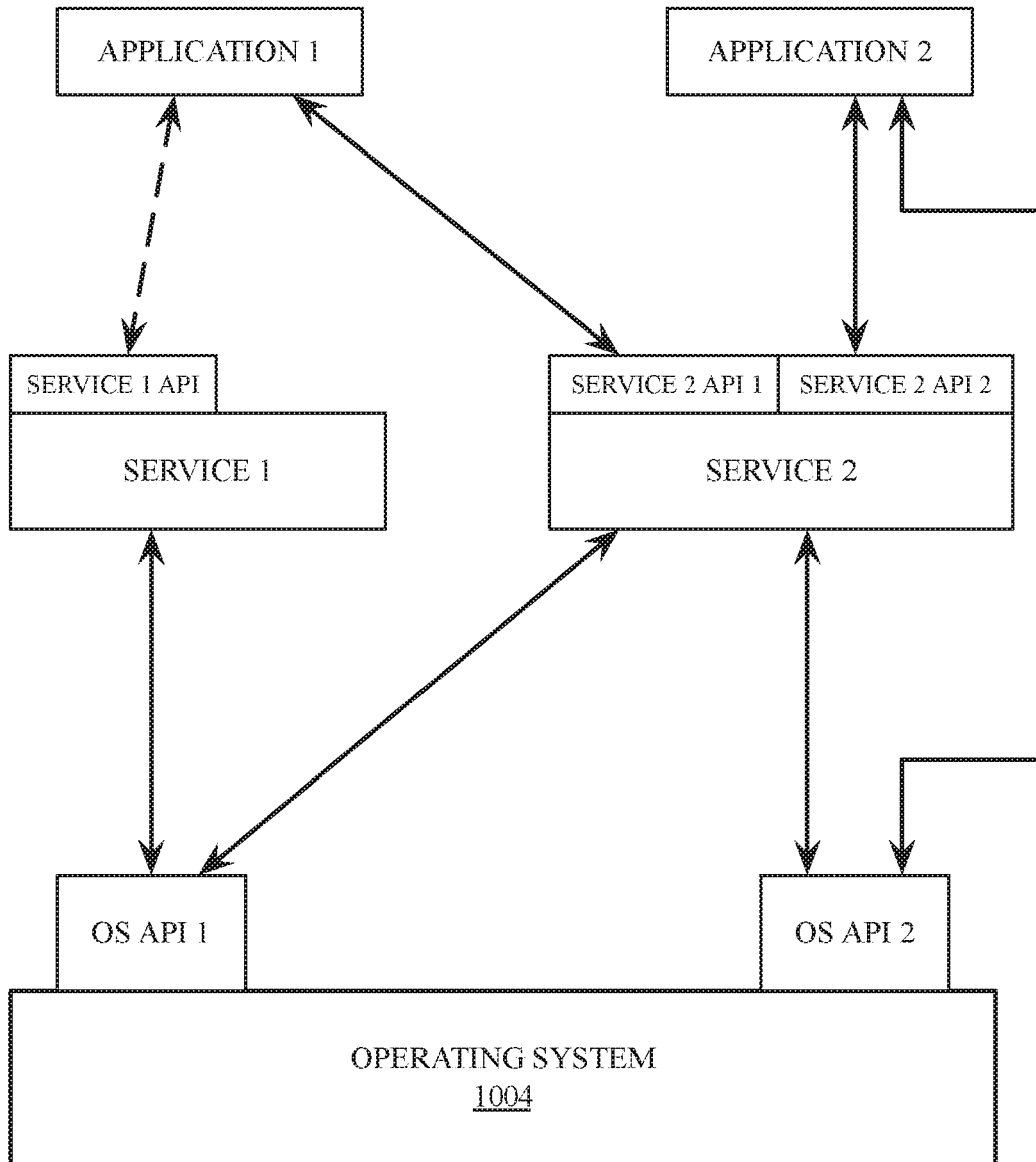 APPLICATION 1
APPLICATION 2
SERVICE 1 API
SERVICE 2 API 1
SERVICE 2 API 2
SERVICE 1
SERVICE 2
OS API 1
OS API 2
OPERATING SYSTEM
1004